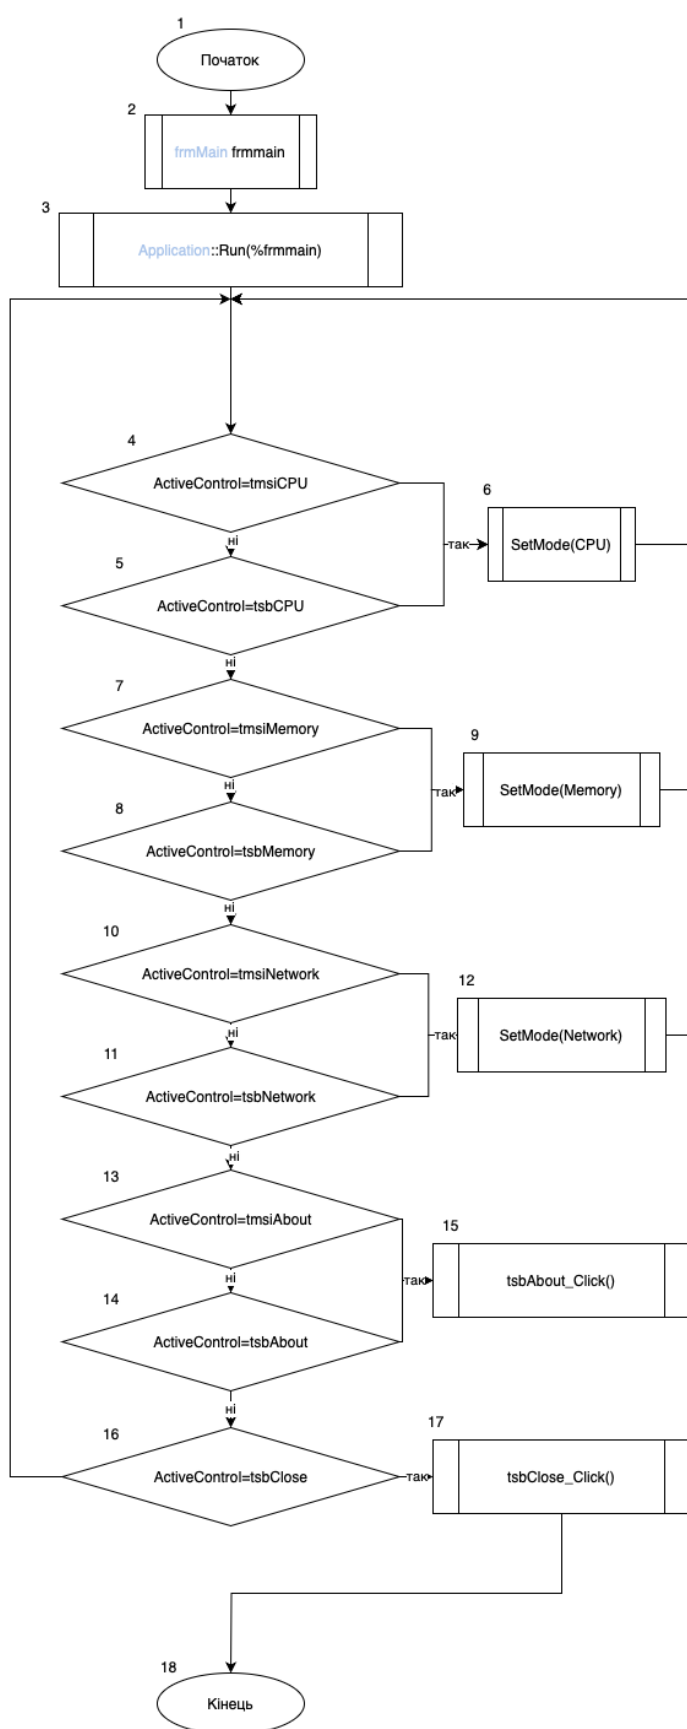 1
Початок
2
frmMain frmmain
3
Application::Run(%frmmain)
4
ActiveControl=tmsiCPU
6
SetMode(CPU)
так
ні
5
ActiveControl=tsbCPU
ні
7
ActiveControl=tmsiMemory
9
SetMode(Memory)
так
ні
8
ActiveControl=tsbMemory
ні
10
ActiveControl=tmsiNetwork
12
SetMode(Network)
так
ні
11
ActiveControl=tsbNetwork
ні
13
ActiveControl=tmsiAbout
15
tsbAbout_Click()
так
ні
14
ActiveControl=tsbAbout
ні
16
ActiveControl=tsbClose
так
17
tsbClose_Click()
18
Кінець